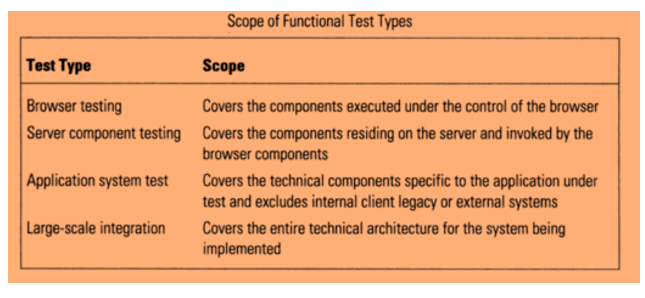 Scope of Functional Test Types
Test Type Scope
Browser testing Covers the components executed under the control of the browser
Server component testing Covers the components residing on the server and invoked by the
browser components
Application system test Covers the technical components specific to the application under
test and excludes internal client legacy or external systems
Large-scale integration Covers the entire technical architecture for the system being
implemented